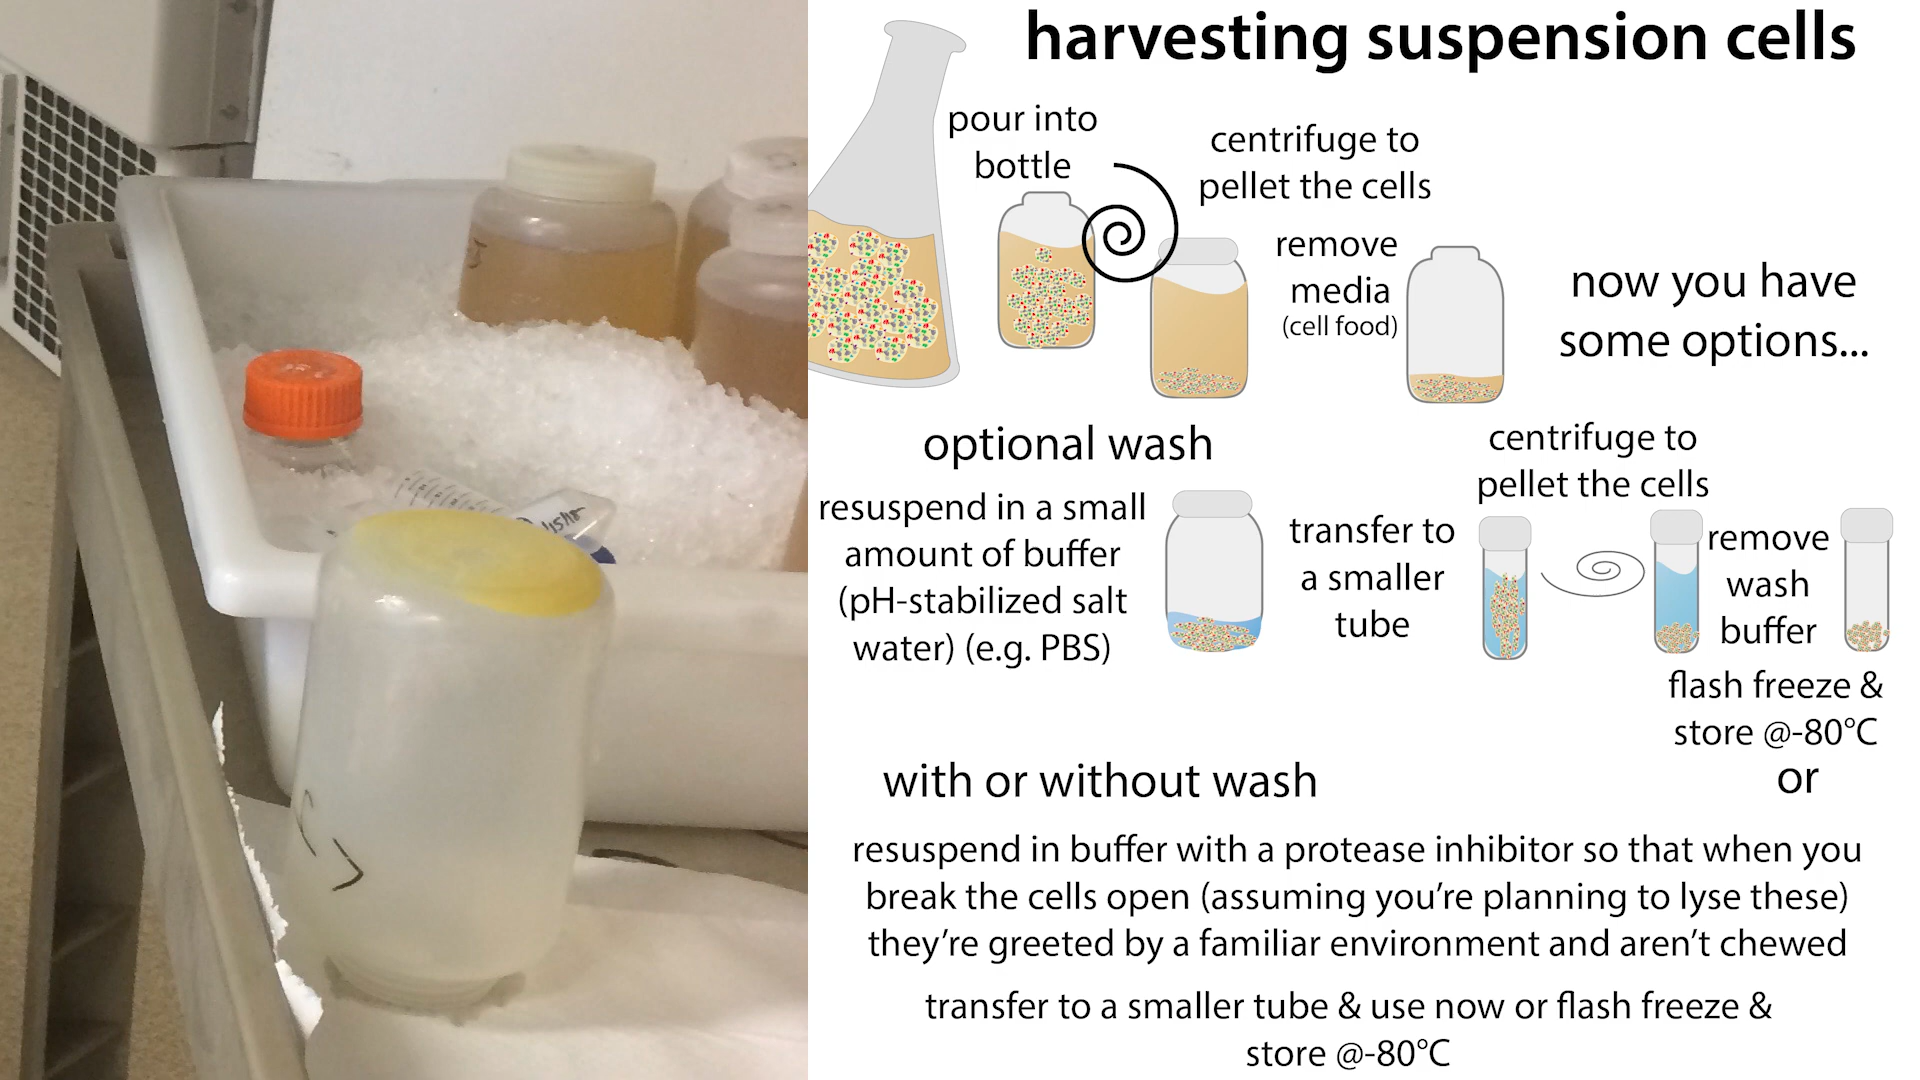 harvesting suspension cells
pour into
bottle
centrifuge to
pellet the cells
remove
media
(cell food)
now you have
some options...
optional wash
resuspend in a small
amount of buffer
(pH-stabilized salt
water) (e.g. PBS)
transfer to
a smaller
tube
centrifuge to
pellet the cells
remove
wash
buffer
flash freeze &
store @-80°C
or
with or without wash
resuspend in buffer with a protease inhibitor so that when you
break the cells open (assuming you're planning to lyse these)
they're greeted by a familiar environment and aren't chewed
transfer to a smaller tube & use now or flash freeze &
store @-80°C